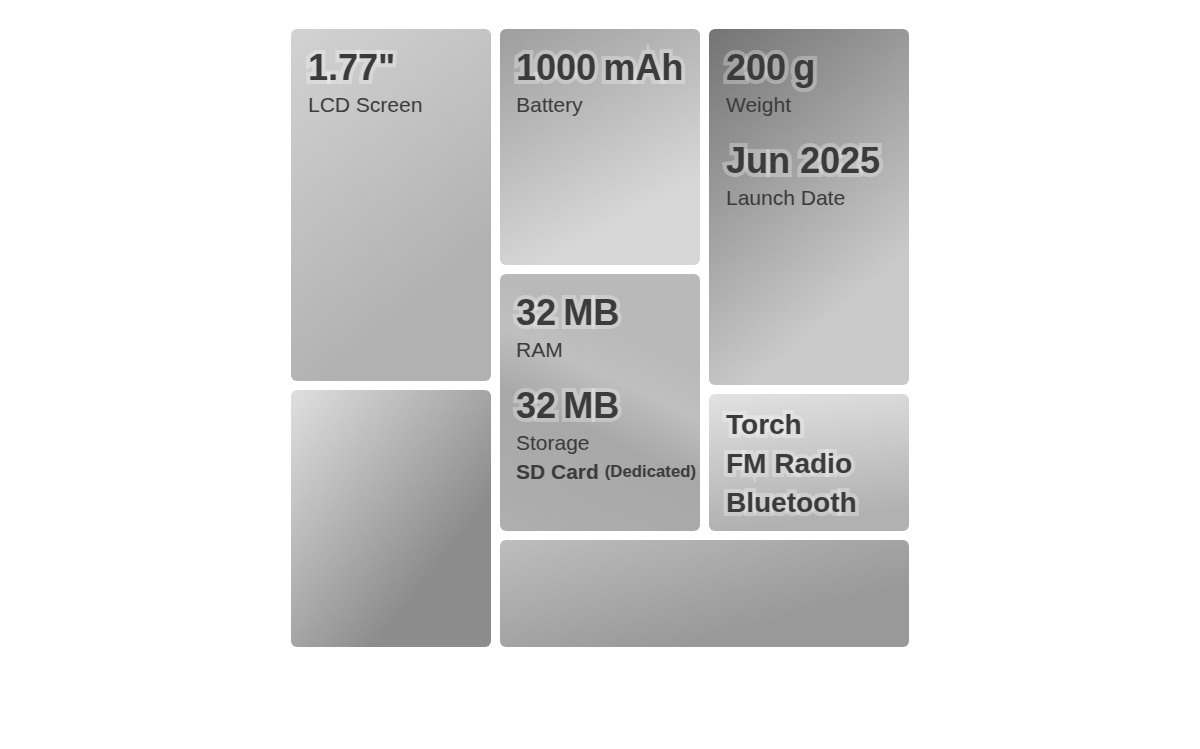 1.77"
LCD Screen
1000 mAh
Battery
200 g
Weight
Jun 2025
Launch Date
32 MB
RAM
32 MB
Storage
SD Card (Dedicated)
Torch
FM Radio
Bluetooth